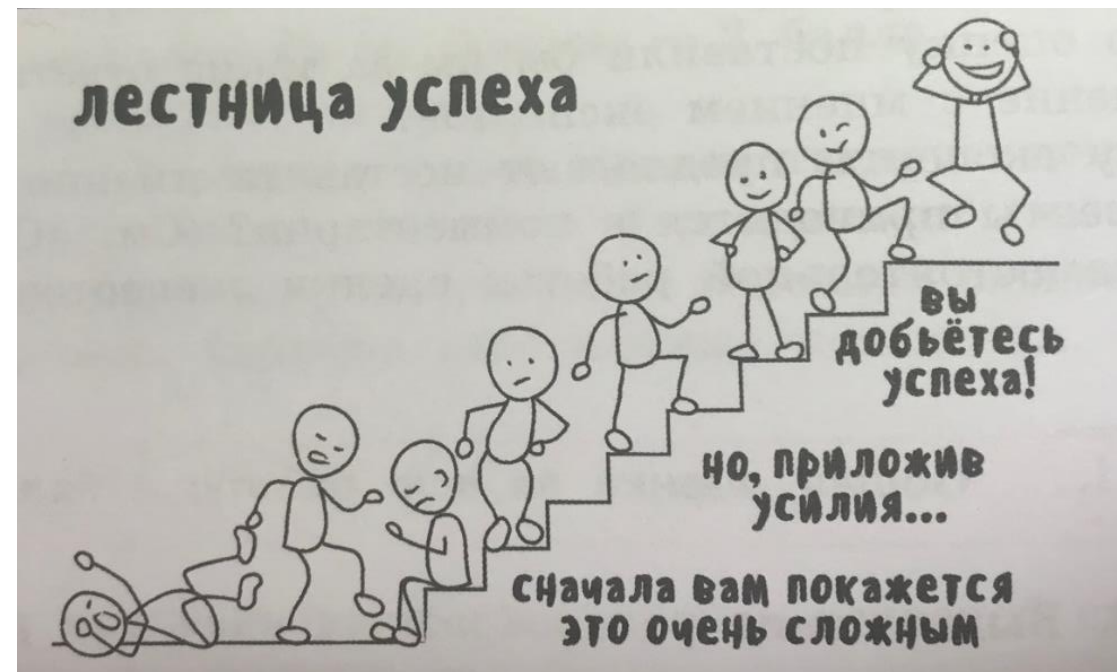 лестница успеха
вы
добьётесь
успеха!
но, приложив
усилия...
сначала вам покажется
это очень сложным